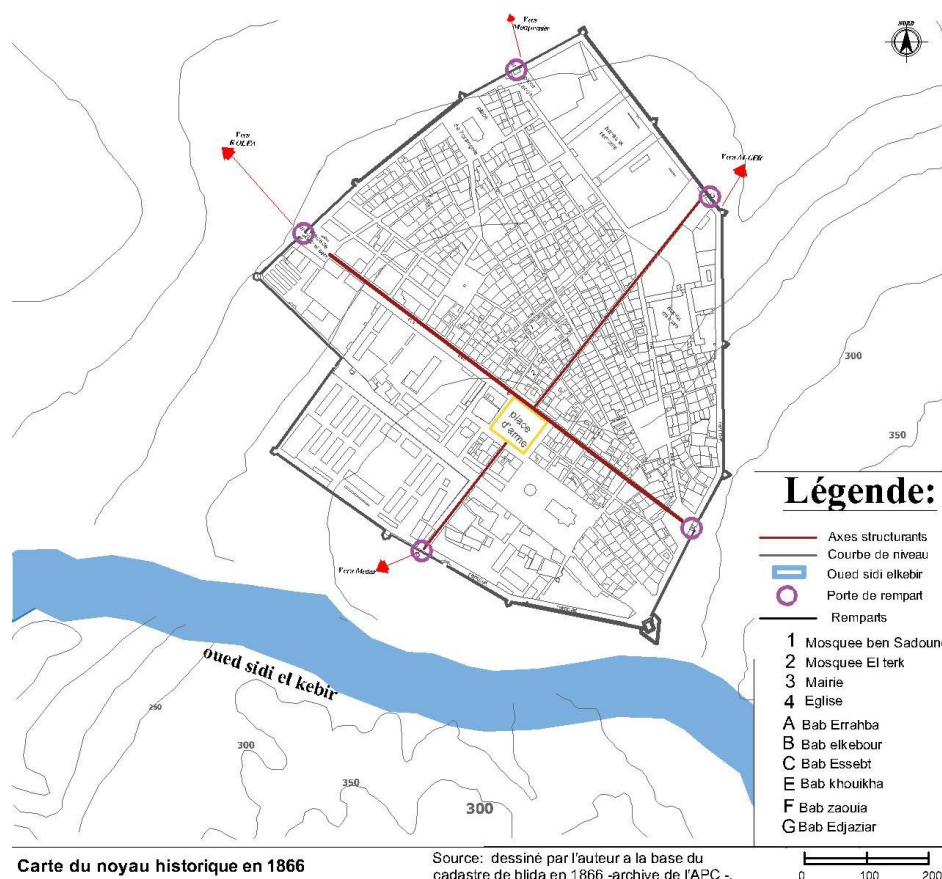 NORD
Vers
Vers
KOLEA
Vers ALGER
place
d'arme
300
350
Légende:
Axes structurants
Courbe de niveau
Oued sidi elkebir
Porte de rempart
Remparts
1 Mosquee ben Sadoune
2 Mosquee El terk
3 Mairie
4 Eglise
A Bab Errahba
B Bab elkebour
C Bab Essebt
E Bab khouikha
F Bab zaouia
G Bab Edjaziar
oued sidi el kebir
250
300
350
300
Carte du noyau historique en 1866
Source: dessiné par l'auteur a la base du
cadastre de blida en 1866 -archive de l'APC -.
0 100 200